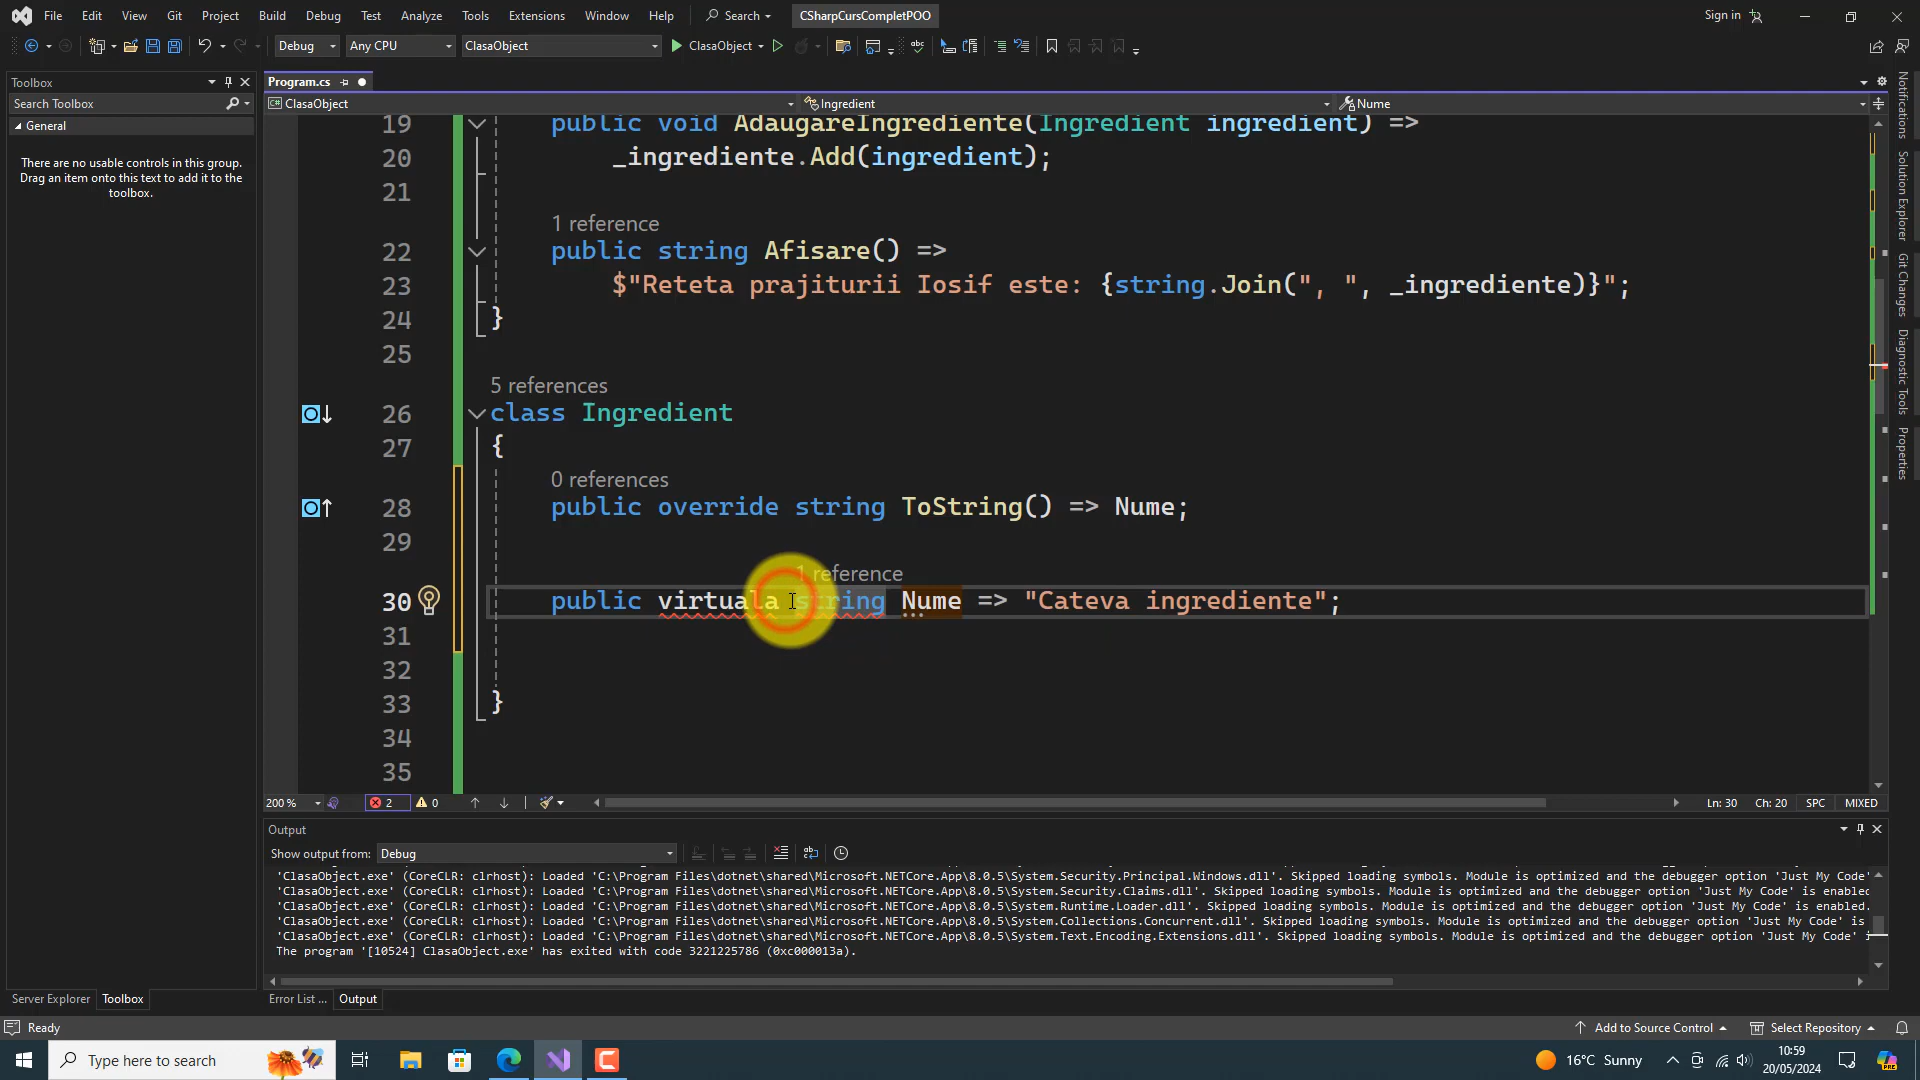 File Edit View Git Project Build Debug Test Analyze Tools Extensions Window Help Search CSharpCursCompletPOO Sign in
Debug Any CPU ClasaObject ClasaObject
Toolbox
Program.cs
Search Toolbox
ClasaObject Ingredient Nume
General
There are no usable controls in this group.
Drag an item onto this text to add it to the
toolbox.
19 public void AdaugareIngrediente(Ingredient ingredient) =>
20 _ingrediente.Add(ingredient);
21
1 reference
22 public string Afisare() =>
23 $"Reteta prajiturii Iosif este: {string.Join(", ", _ingrediente)}";
24 }
25
5 references
26 class Ingredient
27 {
0 references
28 public override string ToString() => Nume;
29
1 reference
30 public virtuala string Nume => "Cateva ingrediente";
31
32
33 }
34
35
200 % 2 0 Ln: 30 Ch: 20 SPC MIXED
Output
Show output from: Debug
'ClasaObject.exe' (CoreCLR: clrhost): Loaded 'C:\Program Files\dotnet\shared\Microsoft.NETCore.App\8.0.5\System.Security.Principal.Windows.dll'. Skipped loading symbols. Module is optimized and the debugger option 'Just My Code'
'ClasaObject.exe' (CoreCLR: clrhost): Loaded 'C:\Program Files\dotnet\shared\Microsoft.NETCore.App\8.0.5\System.Security.Claims.dll'. Skipped loading symbols. Module is optimized and the debugger option 'Just My Code' is enabled
'ClasaObject.exe' (CoreCLR: clrhost): Loaded 'C:\Program Files\dotnet\shared\Microsoft.NETCore.App\8.0.5\System.Runtime.Loader.dll'. Skipped loading symbols. Module is optimized and the debugger option 'Just My Code' is enabled.
'ClasaObject.exe' (CoreCLR: clrhost): Loaded 'C:\Program Files\dotnet\shared\Microsoft.NETCore.App\8.0.5\System.Collections.Concurrent.dll'. Skipped loading symbols. Module is optimized and the debugger option 'Just My Code' is
'ClasaObject.exe' (CoreCLR: clrhost): Loaded 'C:\Program Files\dotnet\shared\Microsoft.NETCore.App\8.0.5\System.Text.Encoding.Extensions.dll'. Skipped loading symbols. Module is optimized and the debugger option 'Just My Code'
The program '[10524] ClasaObject.exe' has exited with code 3221225786 (0xc000013a).
Server Explorer Toolbox Error List ... Output
Notifications
Solution Explorer
Git Changes
Diagnostic Tools
Properties
Ready Add to Source Control Select Repository
Type here to search 16°C Sunny 10:59
20/05/2024